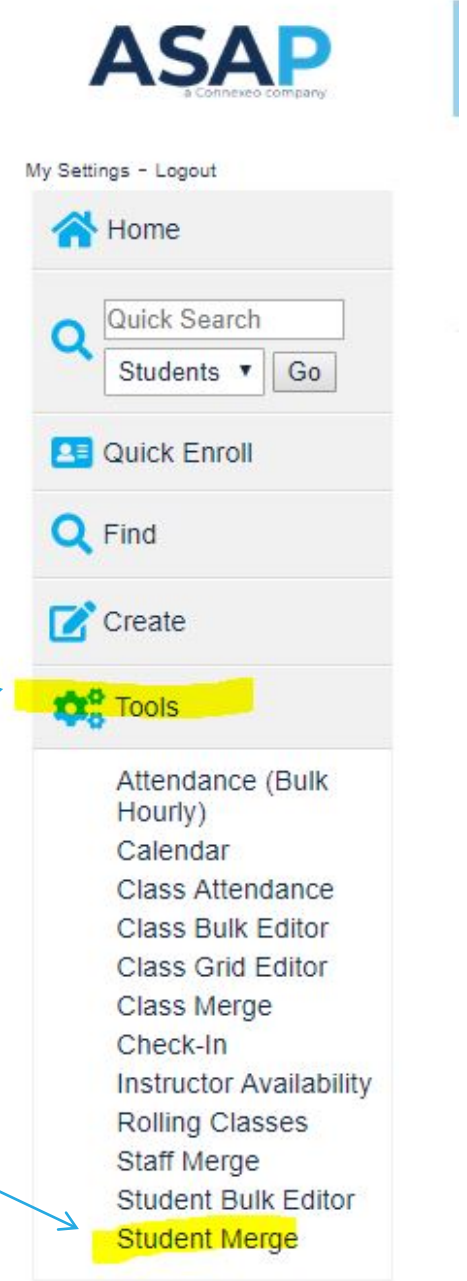 ASAP
a Connexeo company
My Settings - Logout
Home
Quick Search
Students Go
Quick Enroll
Find
Create
Tools
Attendance (Bulk
Hourly)
Calendar
Class Attendance
Class Bulk Editor
Class Grid Editor
Class Merge
Check-In
Instructor Availability
Rolling Classes
Staff Merge
Student Bulk Editor
Student Merge